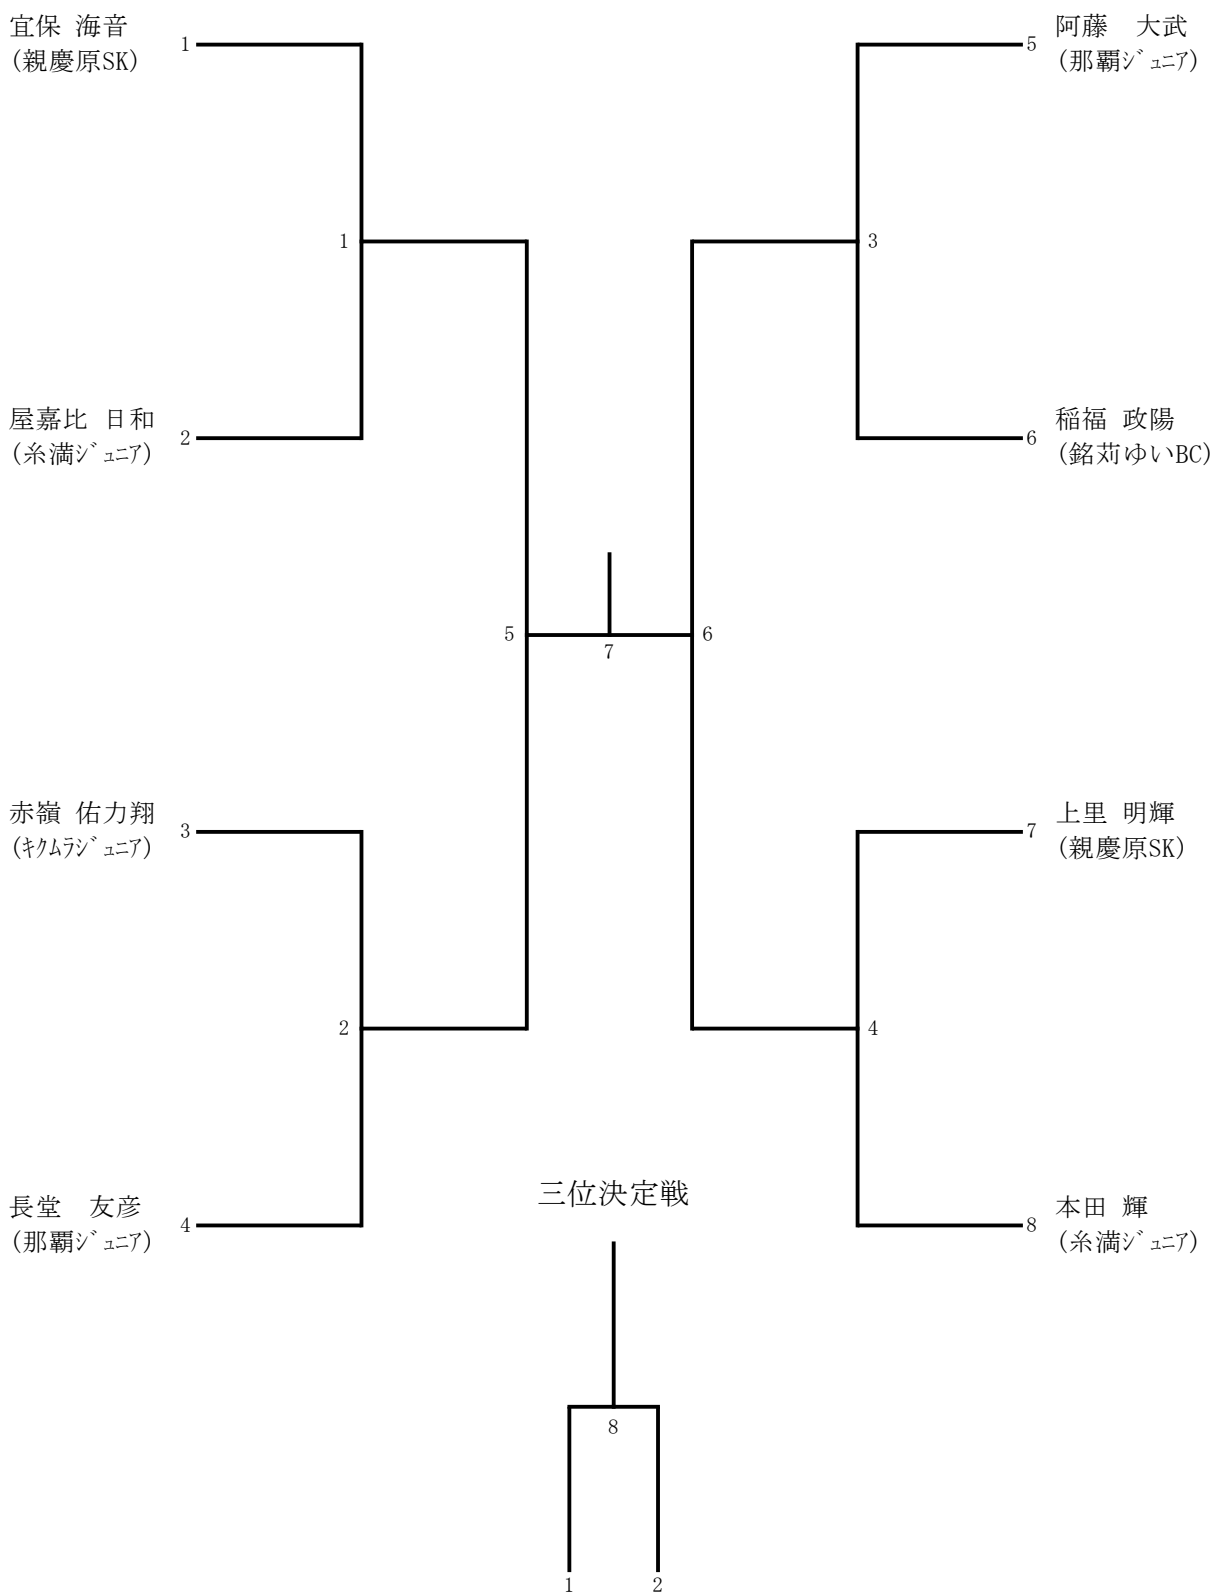 宜保 海音
(親慶原SK)
1
屋嘉比 日和
(糸満ｼﾞｭﾆｱ)
2
1
赤嶺 佑力翔
(ｷｸﾑﾗｼﾞｭﾆｱ)
3
長堂　友彦
(那覇ｼﾞｭﾆｱ)
4
2
5
7
6
阿藤　大武
(那覇ｼﾞｭﾆｱ)
5
3
稲福 政陽
(銘苅ゆいBC)
6
上里 明輝
(親慶原SK)
7
4
本田 輝
(糸満ｼﾞｭﾆｱ)
8
三位決定戦
8
1
2